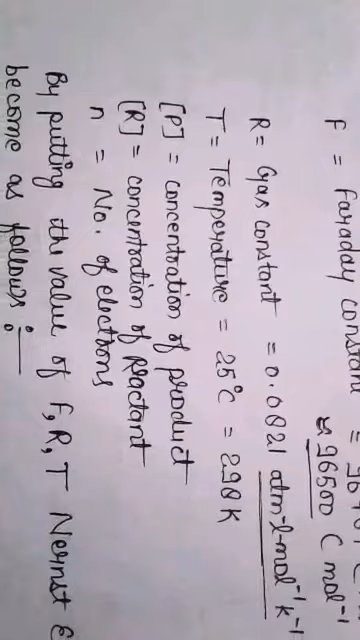 F = Faraday constant = 96
≈ 96500 C mol⁻¹
R = Gas constant = 0.0821 atm-l-mol⁻¹ k⁻¹
T = Temperature = 25°C = 298 K
[P] = concentration of product
[R] = concentration of Reactant
n = No. of electrons
By putting the value of F, R, T Nernst E
become as follows :